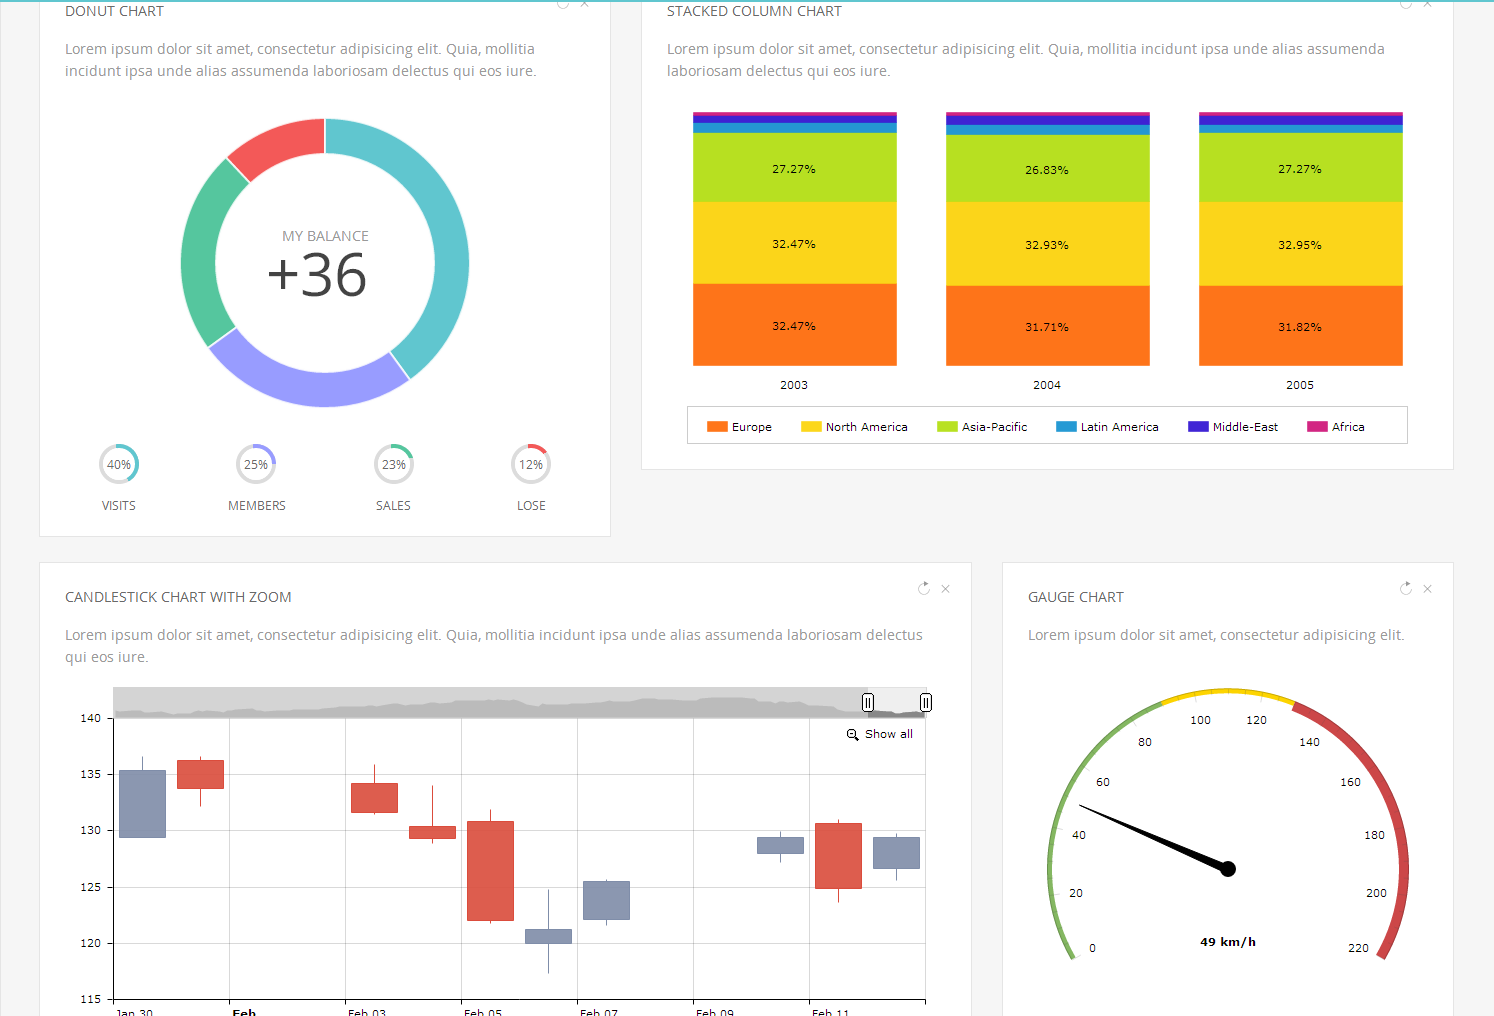 DONUT CHART
Lorem ipsum dolor sit amet, consectetur adipisicing elit. Quia, mollitia
incidunt ipsa unde alias assumenda laboriosam delectus qui eos iure.
MY BALANCE
+36
40%
25%
23%
12%
VISITS
MEMBERS
SALES
LOSE
STACKED COLUMN CHART
Lorem ipsum dolor sit amet, consectetur adipisicing elit. Quia, mollitia incidunt ipsa unde alias assumenda
laboriosam delectus qui eos iure.
27.27%
26.83%
27.27%
32.47%
32.93%
32.95%
32.47%
31.71%
31.82%
2003
2004
2005
Europe
North America
Asia-Pacific
Latin America
Middle-East
Africa
CANDLESTICK CHART WITH ZOOM
Lorem ipsum dolor sit amet, consectetur adipisicing elit. Quia, mollitia incidunt ipsa unde alias assumenda laboriosam delectus
qui eos iure.
Show all
140
135
130
125
120
115
Jan 30
Feb
Feb 03
Feb 05
Feb 07
Feb 09
Feb 11
GAUGE CHART
Lorem ipsum dolor sit amet, consectetur adipisicing elit.
0
20
40
60
80
100
120
140
160
180
200
220
49 km/h